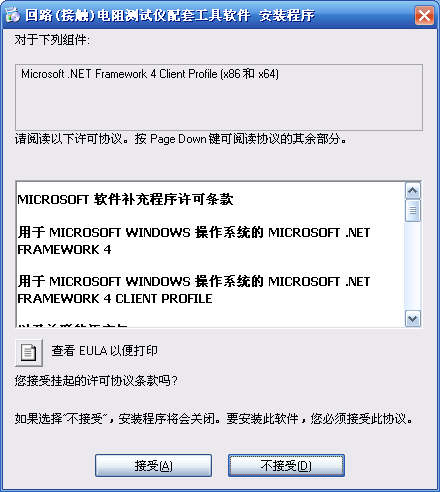 回路(接触)电阻测试仪配套工具软件 安装程序
对于下列组件:
Microsoft .NET Framework 4 Client Profile (x86 和 x64)
请阅读以下许可协议。按 Page Down 键可阅读协议的其余部分。
MICROSOFT 软件补充程序许可条款
用于 MICROSOFT WINDOWS 操作系统的 MICROSOFT .NET
FRAMEWORK 4
用于 MICROSOFT WINDOWS 操作系统的 MICROSOFT .NET
FRAMEWORK 4 CLIENT PROFILE
查看 EULA 以便打印
您接受挂起的许可协议条款吗?
如果选择“不接受”，安装程序将会关闭。要安装此软件，您必须接受此协议。
接受(A)
不接受(D)